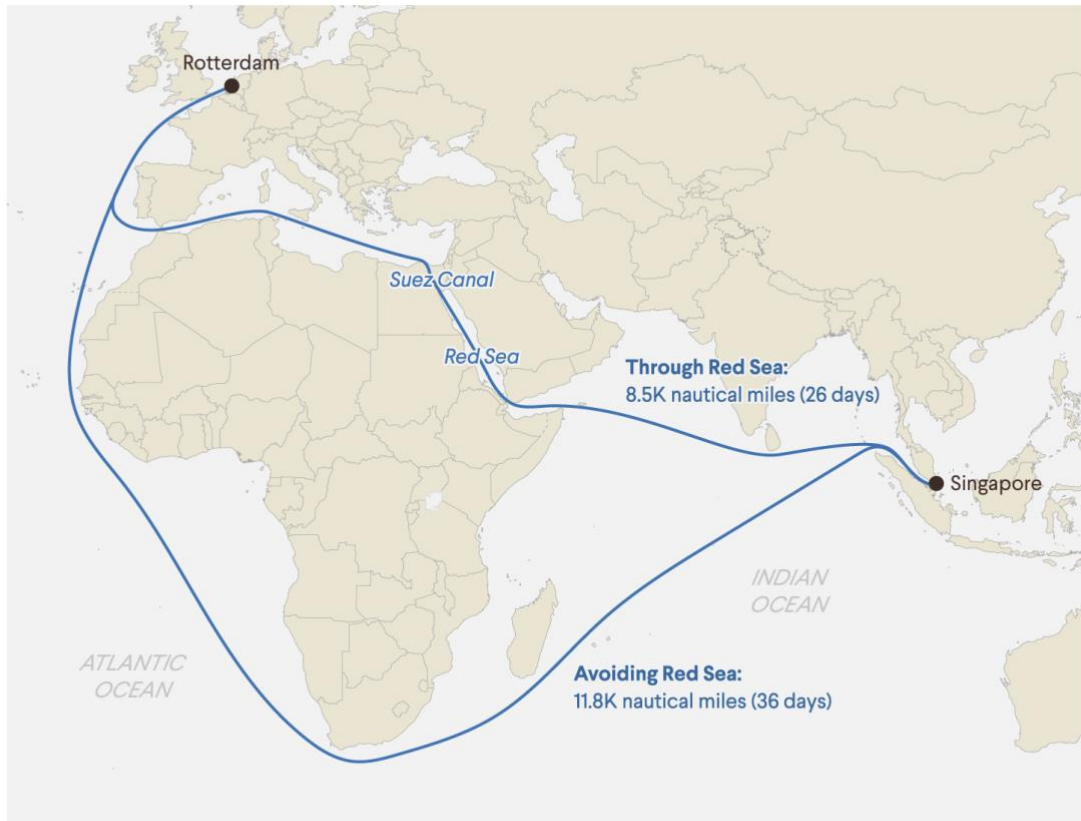 Rotterdam
Suez Canal
Red Sea
Through Red Sea:
8.5K nautical miles (26 days)
Singapore
INDIAN
OCEAN
Avoiding Red Sea:
11.8K nautical miles (36 days)
ATLANTIC
OCEAN